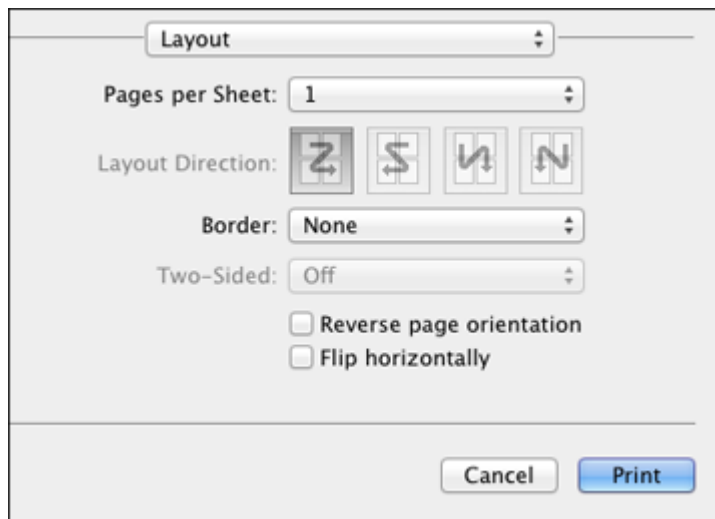 Layout
Pages per Sheet: 1
Layout Direction:
Border: None
Two-Sided: Off
Reverse page orientation
Flip horizontally
Cancel Print